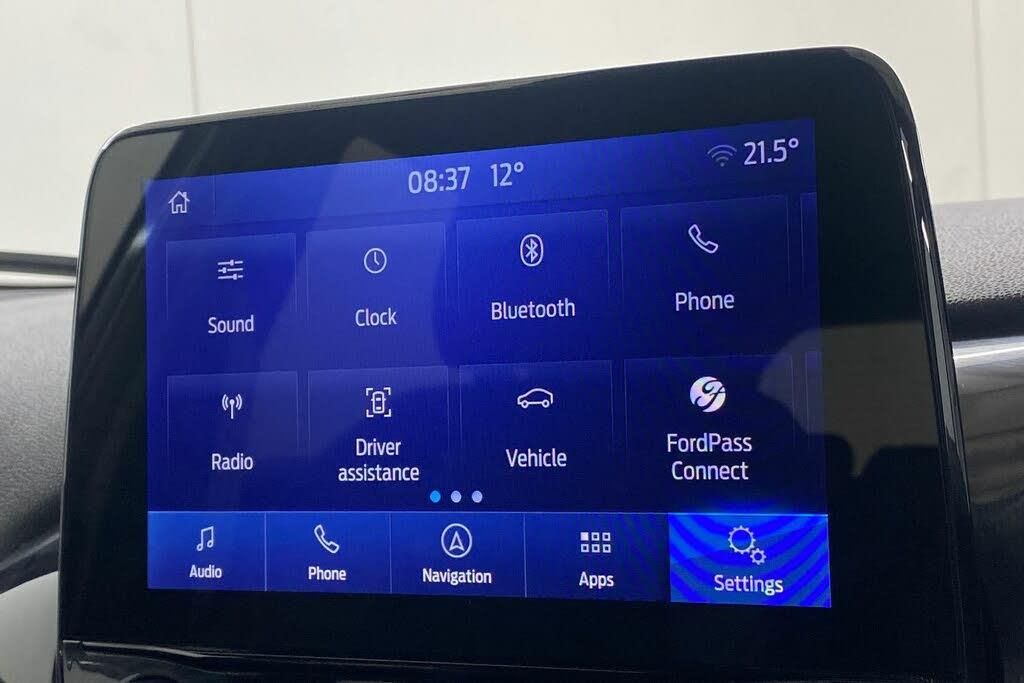 08:37 12° 21.5°
Sound Clock Bluetooth Phone
Radio Driver assistance Vehicle FordPass Connect
Audio Phone Navigation Apps Settings